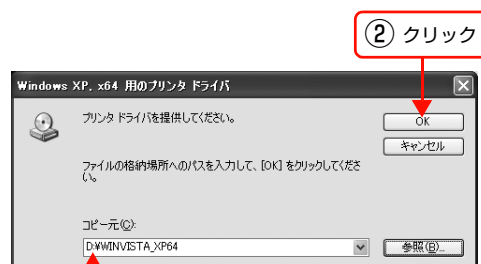 ② クリック
Windows XP, x64 用のプリンタ ドライバ
プリンタ ドライバを提供してください。
OK
キャンセル
ファイルの格納場所へのパスを入力して、[OK] をクリックしてくださ
い。
コピー元(C):
D:¥WINVISTA_XP64
参照(B)...